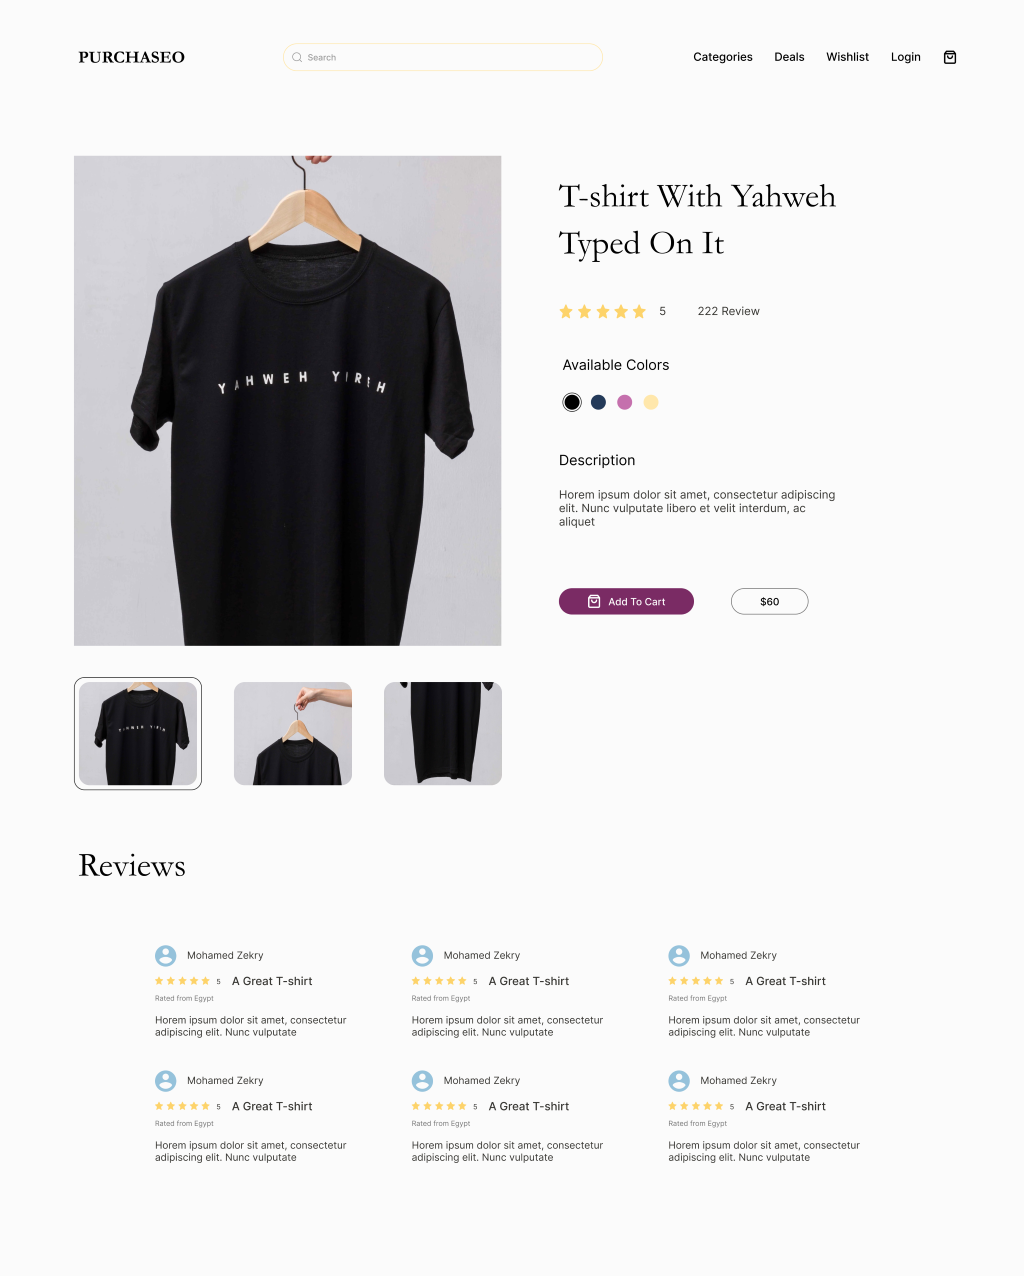 PURCHASEO
Search
Categories Deals Wishlist Login
YAHWEH YIREH
T-shirt With Yahweh
Typed On It
5 222 Review
Available Colors
Description
Horem ipsum dolor sit amet, consectetur adipiscing
elit. Nunc vulputate libero et velit interdum, ac
aliquet
Add To Cart $60
YAHWEH YIREH
Reviews
Mohamed Zekry Mohamed Zekry Mohamed Zekry
5 A Great T-shirt 5 A Great T-shirt 5 A Great T-shirt
Rated from Egypt Rated from Egypt Rated from Egypt
Horem ipsum dolor sit amet, consectetur Horem ipsum dolor sit amet, consectetur Horem ipsum dolor sit amet, consectetur
adipiscing elit. Nunc vulputate adipiscing elit. Nunc vulputate adipiscing elit. Nunc vulputate
Mohamed Zekry Mohamed Zekry Mohamed Zekry
5 A Great T-shirt 5 A Great T-shirt 5 A Great T-shirt
Rated from Egypt Rated from Egypt Rated from Egypt
Horem ipsum dolor sit amet, consectetur Horem ipsum dolor sit amet, consectetur Horem ipsum dolor sit amet, consectetur
adipiscing elit. Nunc vulputate adipiscing elit. Nunc vulputate adipiscing elit. Nunc vulputate